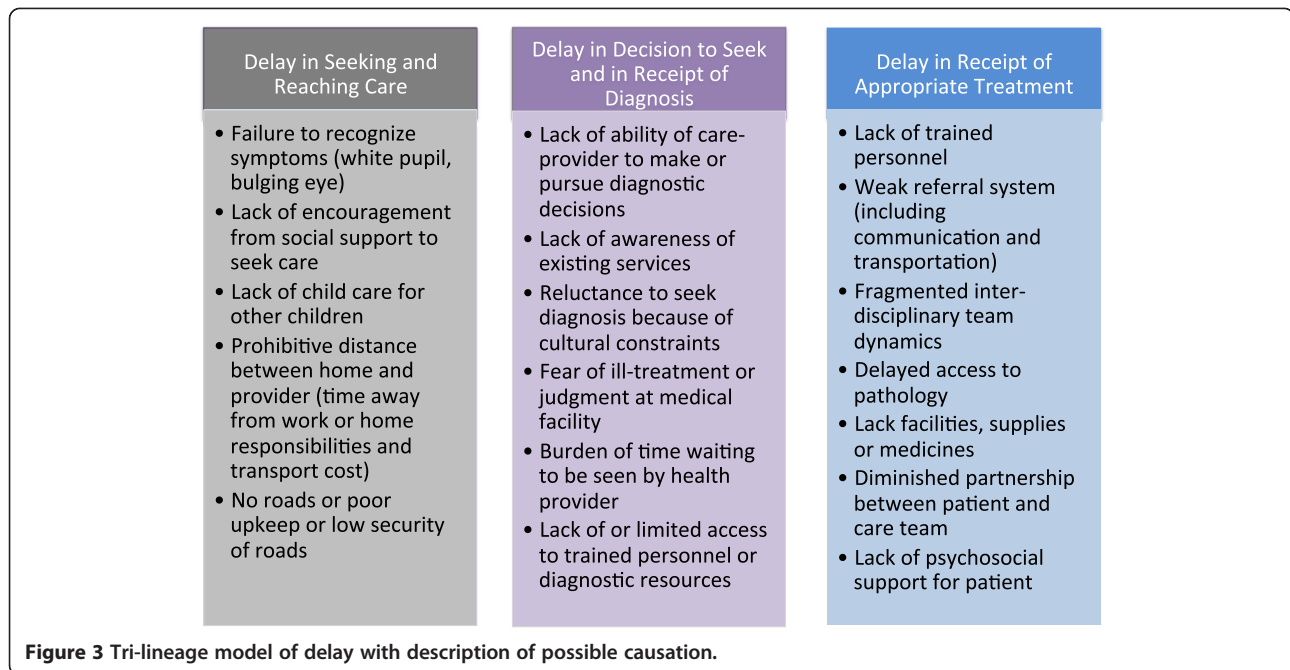 Delay in Seeking and
Reaching Care
• Failure to recognize
symptoms (white pupil,
bulging eye)
• Lack of encouragement
from social support to
seek care
• Lack of child care for
other children
• Prohibitive distance
between home and
provider (time away
from work or home
responsibilities and
transport cost)
• No roads or poor
upkeep or low security
of roads
Delay in Decision to Seek
and in Receipt of
Diagnosis
• Lack of ability of care-
provider to make or
pursue diagnostic
decisions
• Lack of awareness of
existing services
• Reluctance to seek
diagnosis because of
cultural constraints
• Fear of ill-treatment or
judgment at medical
facility
• Burden of time waiting
to be seen by health
provider
• Lack of or limited access
to trained personnel or
diagnostic resources
Delay in Receipt of
Appropriate Treatment
• Lack of trained
personnel
• Weak referral system
(including
communication and
transportation)
• Fragmented inter-
disciplinary team
dynamics
• Delayed access to
pathology
• Lack facilities, supplies
or medicines
• Diminished partnership
between patient and
care team
• Lack of psychosocial
support for patient
Figure 3 Tri-lineage model of delay with description of possible causation.